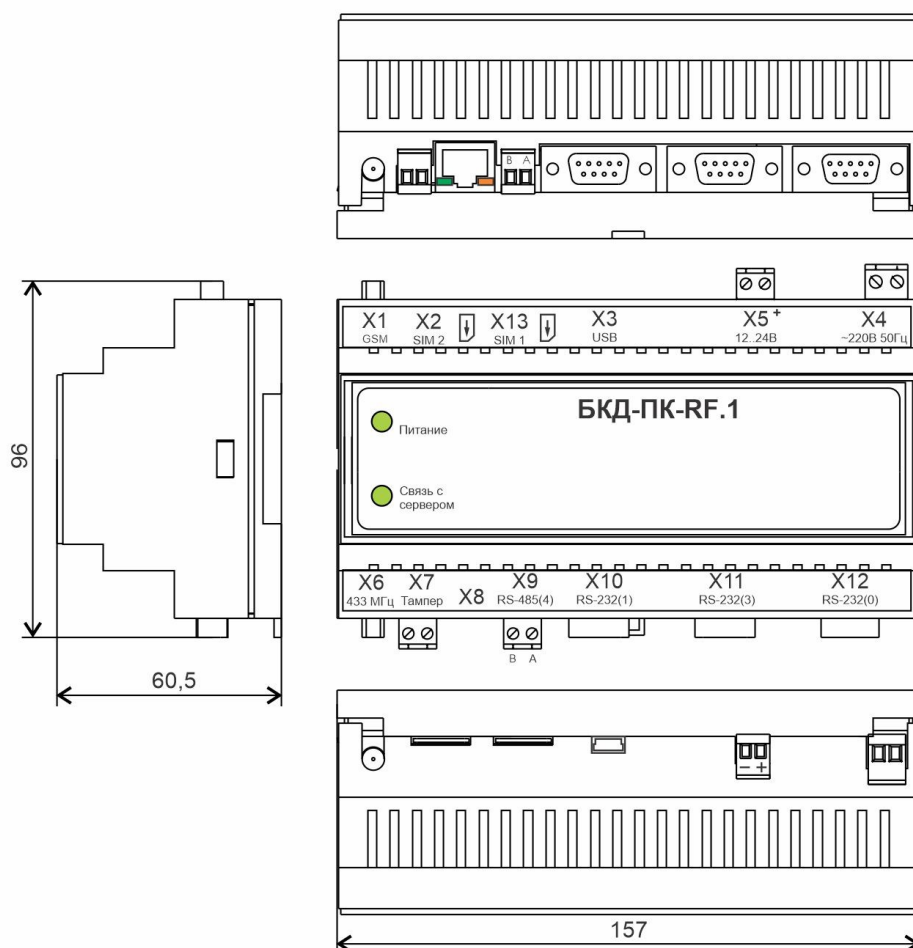 B A
X1 X2 X13 X3 X5 + X4
GSM SIM 2 SIM 1 USB 12..24В ~220В 50Гц
БКД-ПК-RF.1
Питание
Связь с
сервером
96
X6 X7 X8 X9 X10 X11 X12
433 МГц Тампер RS-485(4) RS-232(1) RS-232(3) RS-232(0)
B A
60,5
– +
157